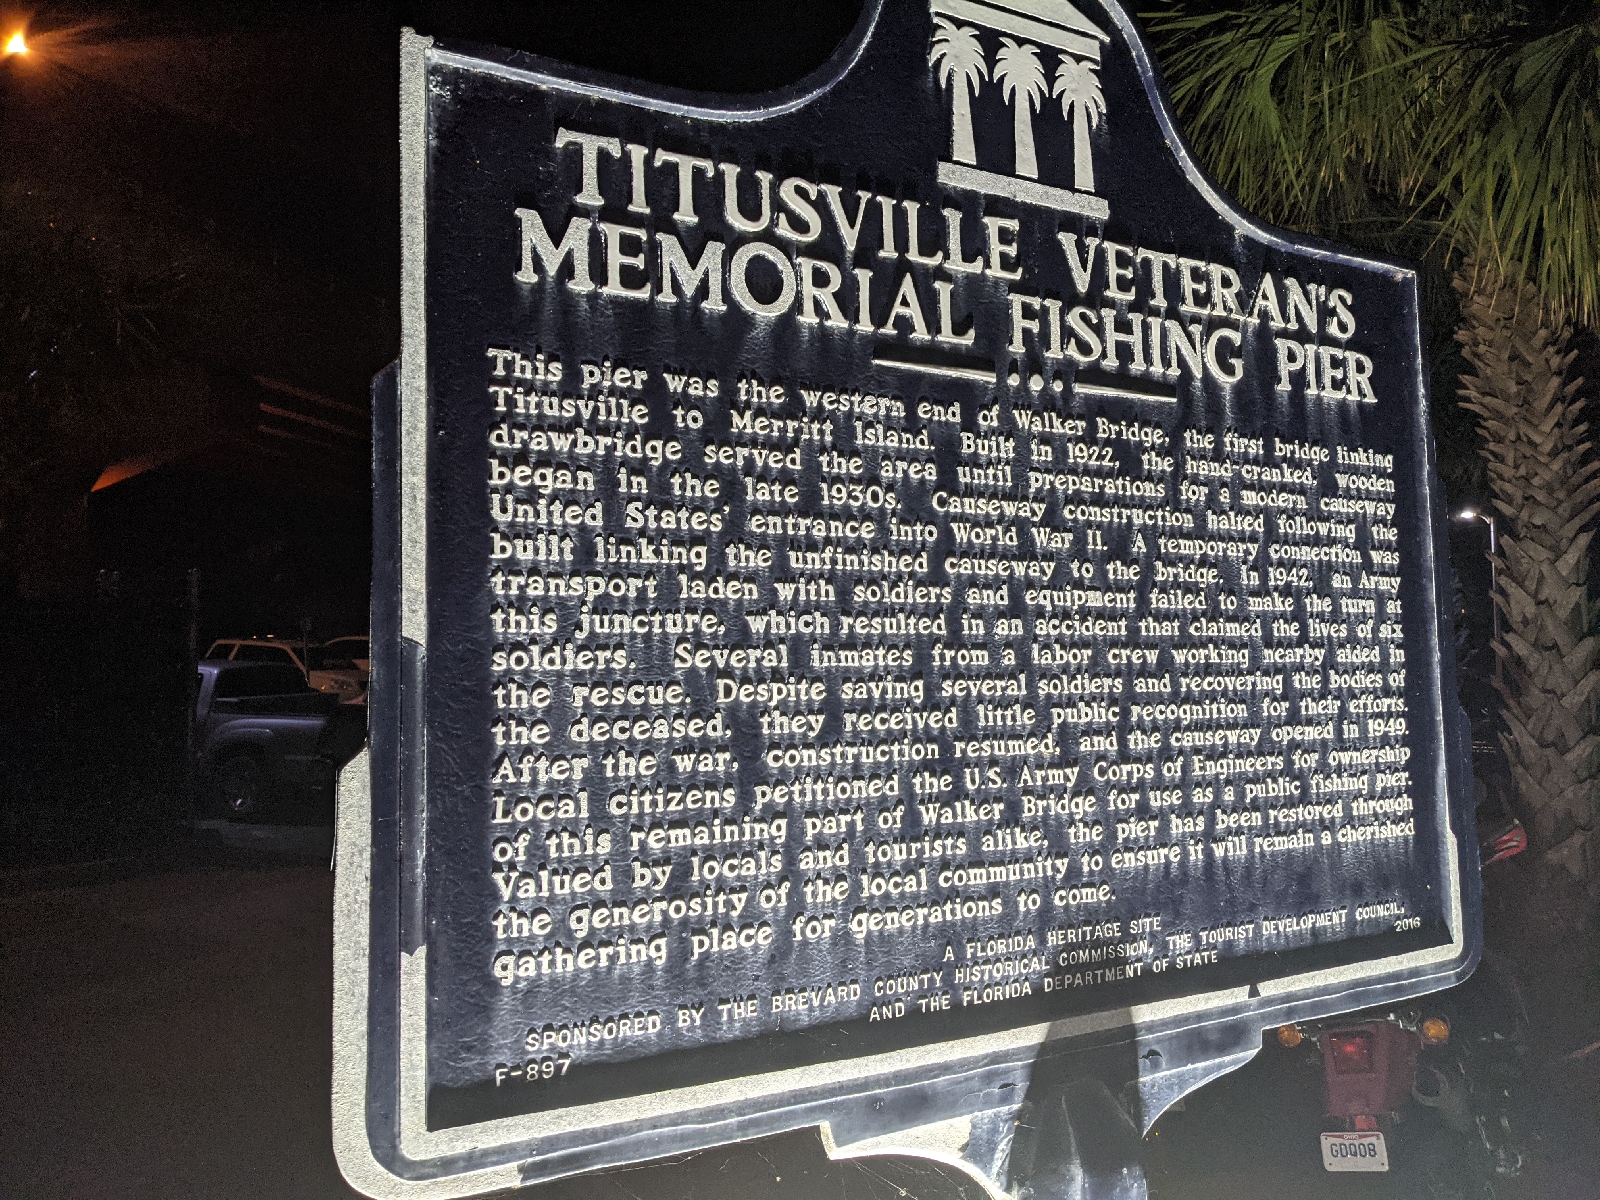 TITUSVILLE VETERAN'S
MEMORIAL FISHING PIER
This pier was the western end of Walker Bridge, the first bridge linking
Titusville to Merritt Island. Built in 1922, the hand-cranked, wooden
drawbridge served the area until preparations for a modern causeway
began in the late 1930s. Causeway construction halted following the
United States' entrance into World War II. A temporary connection was
built linking the unfinished causeway to the bridge. In 1942, an Army
transport laden with soldiers and equipment failed to make the turn at
this juncture, which resulted in an accident that claimed the lives of six
soldiers. Several inmates from a labor crew working nearby aided in
the rescue. Despite saving several soldiers and recovering the bodies of
the deceased, they received little public recognition for their efforts.
After the war, construction resumed, and the causeway opened in 1949.
Local citizens petitioned the U.S. Army Corps of Engineers for ownership
of this remaining part of Walker Bridge for use as a public fishing pier.
Valued by locals and tourists alike, the pier has been restored through
the generosity of the local community to ensure it will remain a cherished
gathering place for generations to come.
A FLORIDA HERITAGE SITE
SPONSORED BY THE BREVARD COUNTY HISTORICAL COMMISSION, THE TOURIST DEVELOPMENT COUNCIL,
AND THE FLORIDA DEPARTMENT OF STATE
F-897
2016